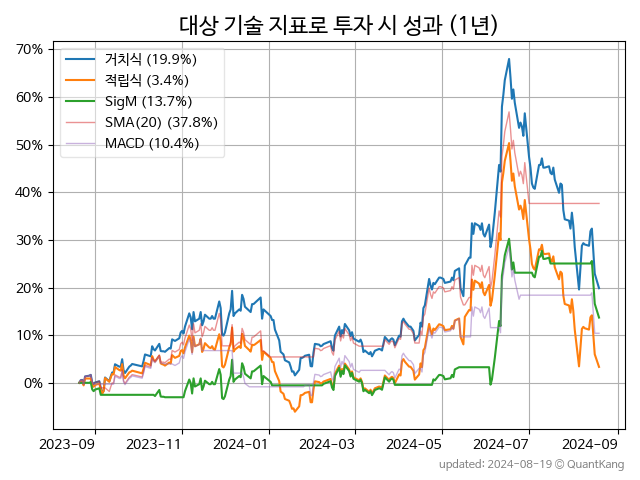 대상 기술 지표로 투자 시 성과 (1년)
70%
60%
50%
40%
30%
20%
10%
0%
거치식 (19.9%)
적립식 (3.4%)
SigM (13.7%)
SMA(20) (37.8%)
MACD (10.4%)
2023-09 2023-11 2024-01 2024-03 2024-05 2024-07 2024-09
updated: 2024-08-19 © QuantKang